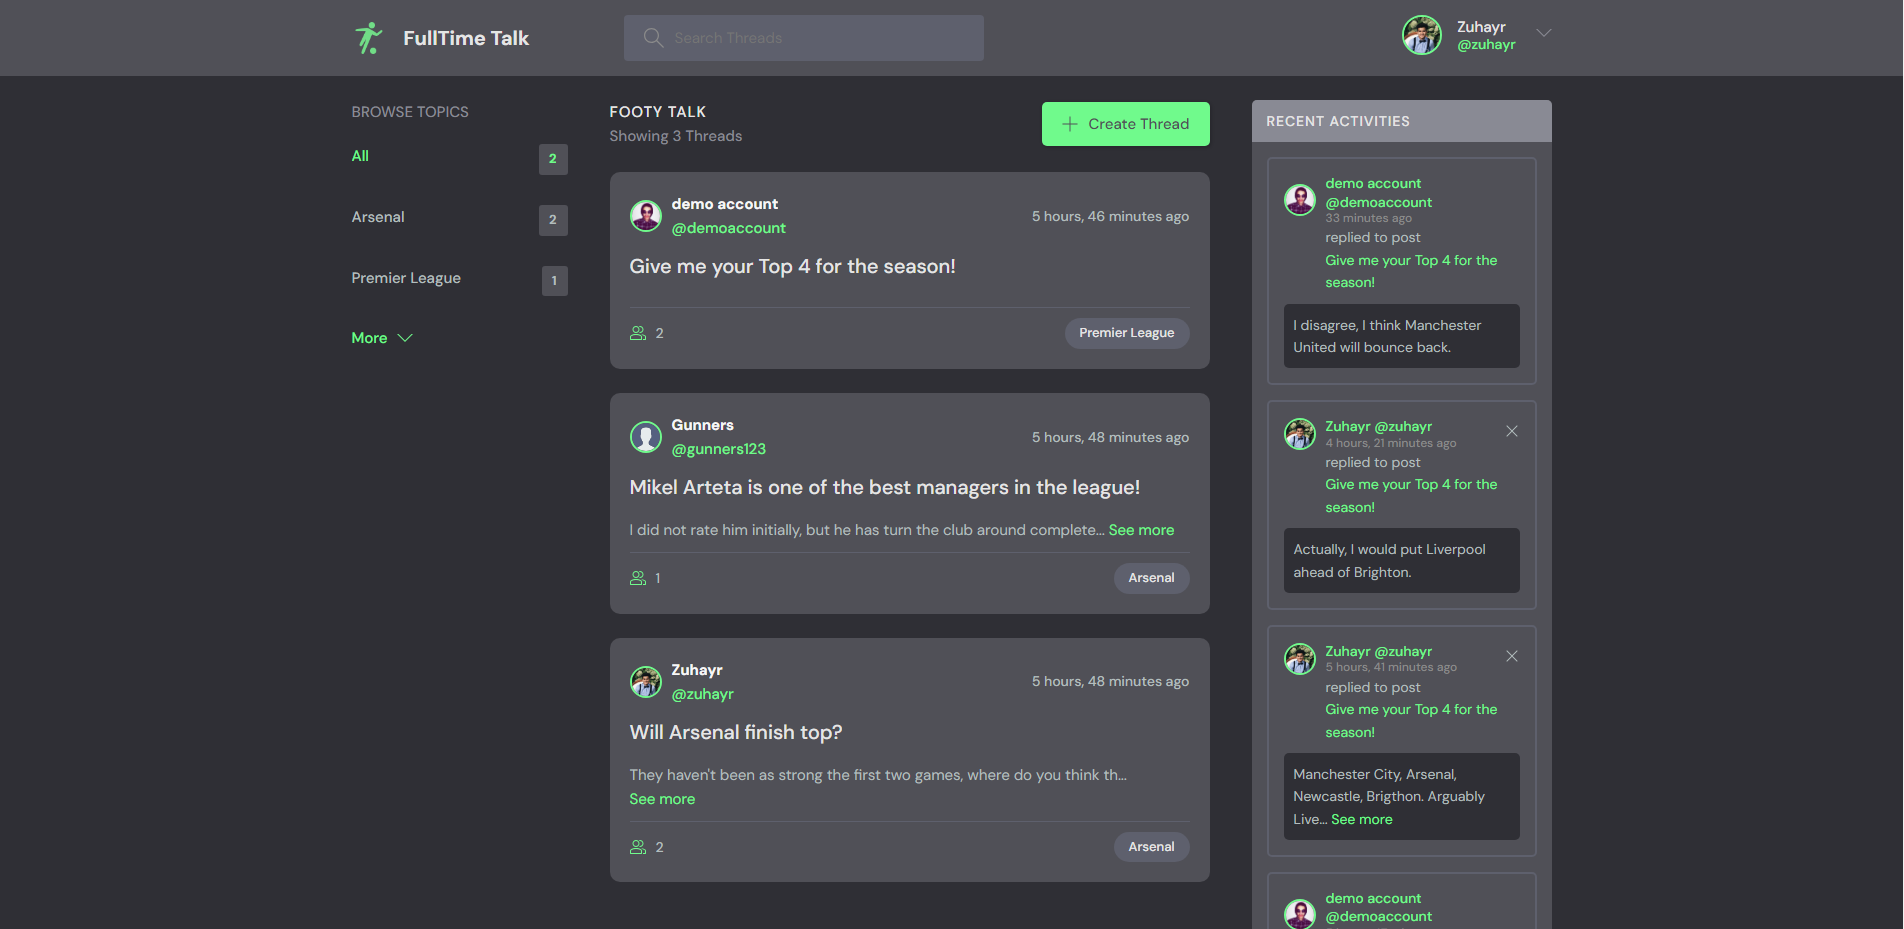 FullTime Talk
Search Threads
Zuhayr
@zuhayr
BROWSE TOPICS
All
2
Arsenal
2
Premier League
1
More
FOOTY TALK
Showing 3 Threads
Create Thread
demo account
@demoaccount
5 hours, 46 minutes ago
Give me your Top 4 for the season!
2
Premier League
Gunners
@gunners123
5 hours, 48 minutes ago
Mikel Arteta is one of the best managers in the league!
I did not rate him initially, but he has turn the club around complete... See more
1
Arsenal
Zuhayr
@zuhayr
5 hours, 48 minutes ago
Will Arsenal finish top?
They haven't been as strong the first two games, where do you think th...
See more
2
Arsenal
RECENT ACTIVITIES
demo account
@demoaccount
33 minutes ago
replied to post
Give me your Top 4 for the
season!
I disagree, I think Manchester
United will bounce back.
Zuhayr @zuhayr
4 hours, 21 minutes ago
replied to post
Give me your Top 4 for the
season!
Actually, I would put Liverpool
ahead of Brighton.
Zuhayr @zuhayr
5 hours, 41 minutes ago
replied to post
Give me your Top 4 for the
season!
Manchester City, Arsenal,
Newcastle, Brigthon. Arguably
Live... See more
demo account
@demoaccount